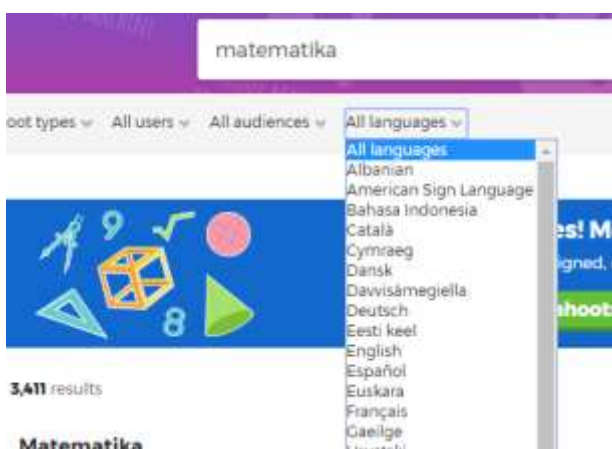 matematika
oot types All users All audiences All languages
All languages
Albanian
American Sign Language
Bahasa Indonesia
Català
Cymraeg
Dansk
Davvisámegiella
Deutsch
Eesti keel
English
Español
Euskara
Français
Gaeilge
9
8
es! M
igned,
ahoot
3,411 results
Matematika